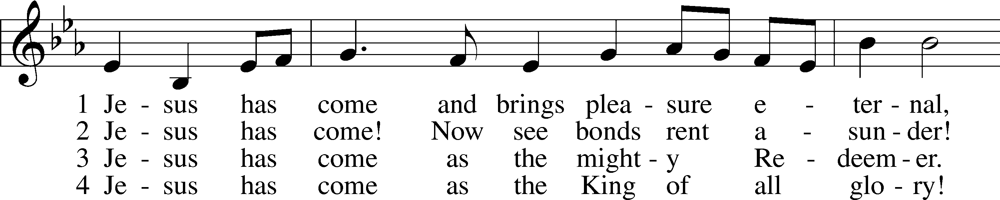 1 Je - sus has come and brings plea - sure e - ter - nal,
2 Je - sus has come! Now see bonds rent a - sun - der!
3 Je - sus has come as the might - y Re - deem - er.
4 Je - sus has come as the King of all glo - ry!